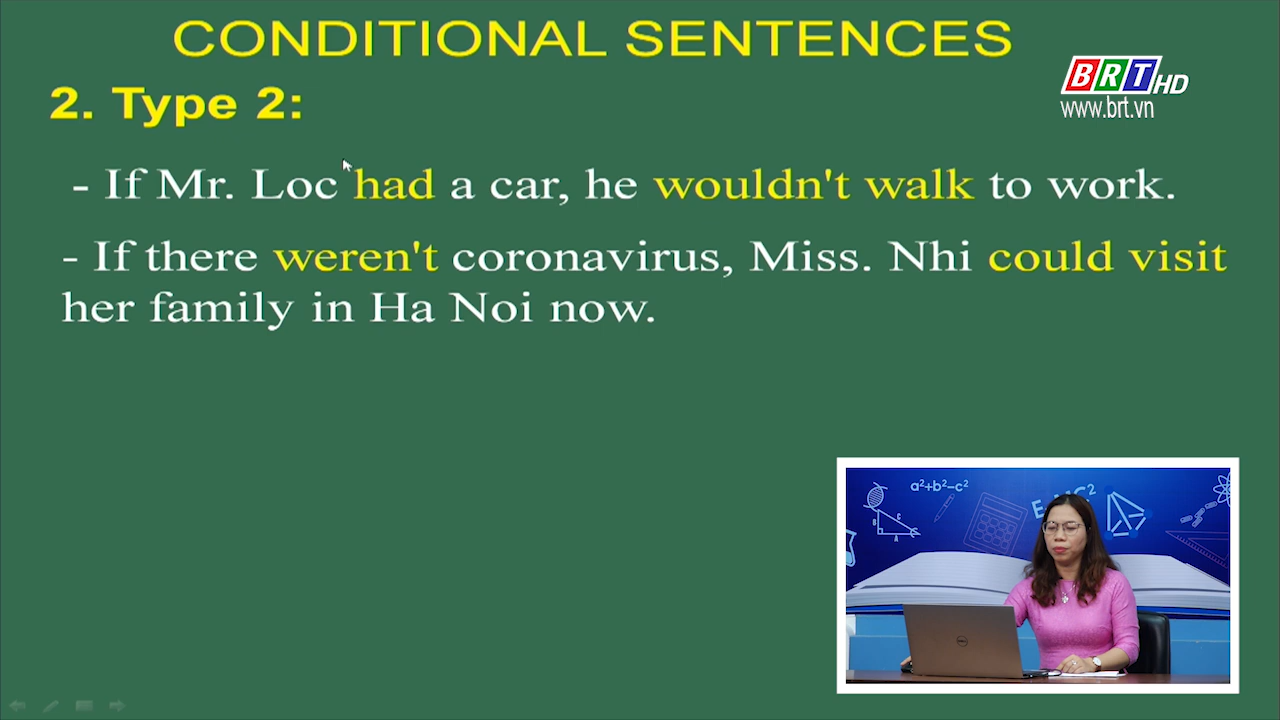 CONDITIONAL SENTENCES
BRT HD
www.brt.vn
2. Type 2:
- If Mr. Loc had a car, he wouldn't walk to work.
- If there weren't coronavirus, Miss. Nhi could visit
her family in Ha Noi now.
a²+b²–c²
C
B
A